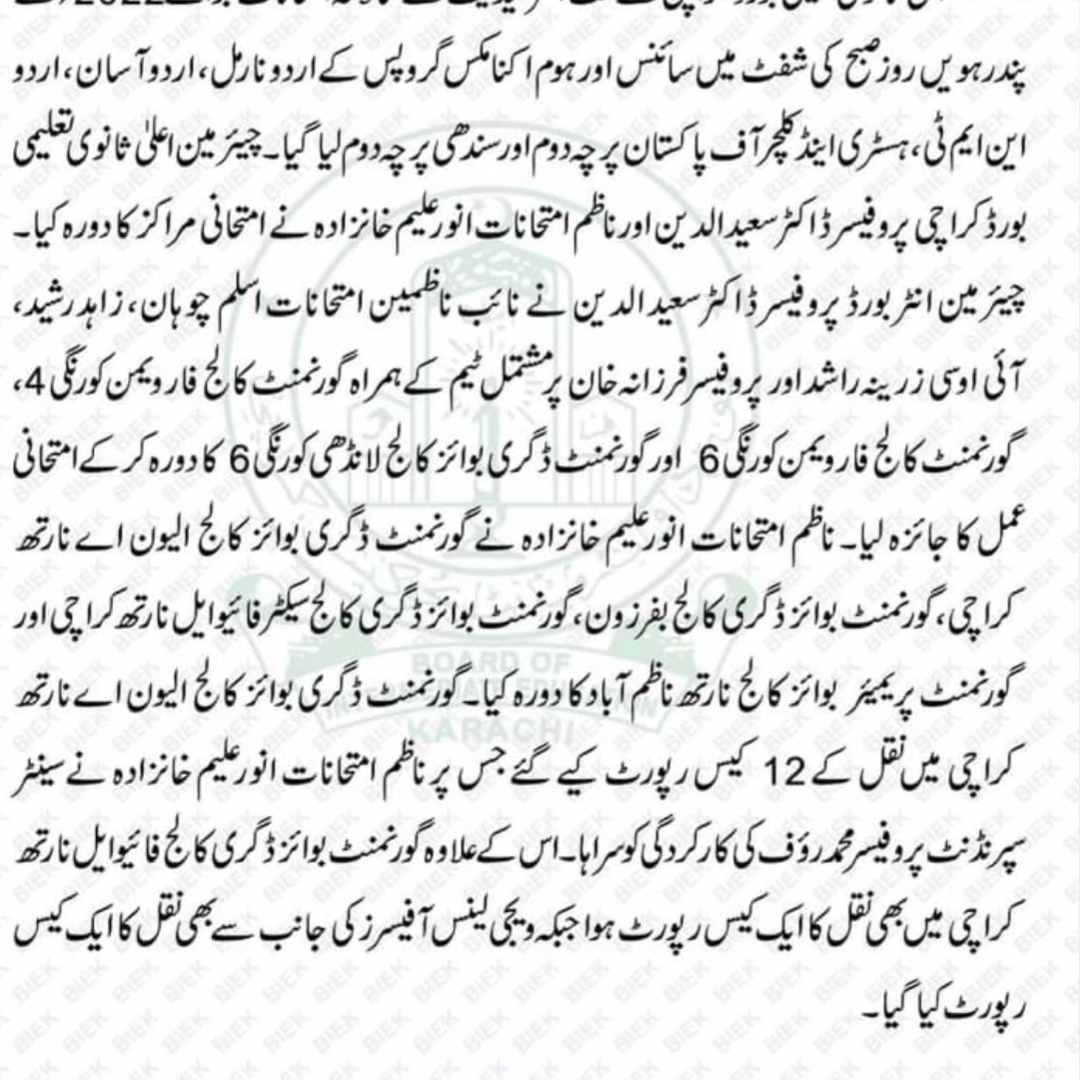 پندرہویں روز صبح کی شفٹ میں سائنس اور ہوم اکنامکس گروپس کے اردو نارمل، اردو آسان، اردو
این ایم ٹی، ہسٹری اینڈ کلچر آف پاکستان پرچہ دوم اور سندھی پرچہ دوم لیا گیا۔ چیئرمین اعلیٰ ثانوی تعلیمی
بورڈ کراچی پروفیسر ڈاکٹر سعید الدین اور ناظم امتحانات انور علیم خانزادہ نے امتحانی مراکز کا دورہ کیا۔
چیئرمین انٹر بورڈ پروفیسر ڈاکٹر سعید الدین نے نائب ناظمین امتحانات اسلم چوہان، زاہد رشید،
آئی او سی زرینہ راشد اور پروفیسر فرزانہ خان پر مشتمل ٹیم کے ہمراہ گورنمنٹ کالج فار ویمن کورنگی 4،
گورنمنٹ کالج فار ویمن کورنگی 6 اور گورنمنٹ ڈگری بوائز کالج لانڈھی کورنگی 6 کا دورہ کر کے امتحانی
عمل کا جائزہ لیا۔ ناظم امتحانات انور علیم خانزادہ نے گورنمنٹ ڈگری بوائز کالج الیون اے نارتھ
کراچی، گورنمنٹ بوائز ڈگری کالج بفرزون، گورنمنٹ بوائز ڈگری کالج سیکٹر فائیو ایل نارتھ کراچی اور
گورنمنٹ پریمیئر بوائز کالج نارتھ ناظم آباد کا دورہ کیا۔ گورنمنٹ ڈگری بوائز کالج الیون اے نارتھ
کراچی میں نقل کے 12 کیس رپورٹ کیے گئے جس پر ناظم امتحانات انور علیم خانزادہ نے سینٹر
سپرنڈنٹ پروفیسر محمد رؤف کی کارکردگی کو سراہا۔ اس کے علاوہ گورنمنٹ بوائز ڈگری کالج فائیو ایل نارتھ
کراچی میں بھی نقل کا ایک کیس رپورٹ ہوا جبکہ ویجی لینس آفیسرز کی جانب سے بھی نقل کا ایک کیس
رپورٹ کیا گیا۔
BOARD OF
KARACHI